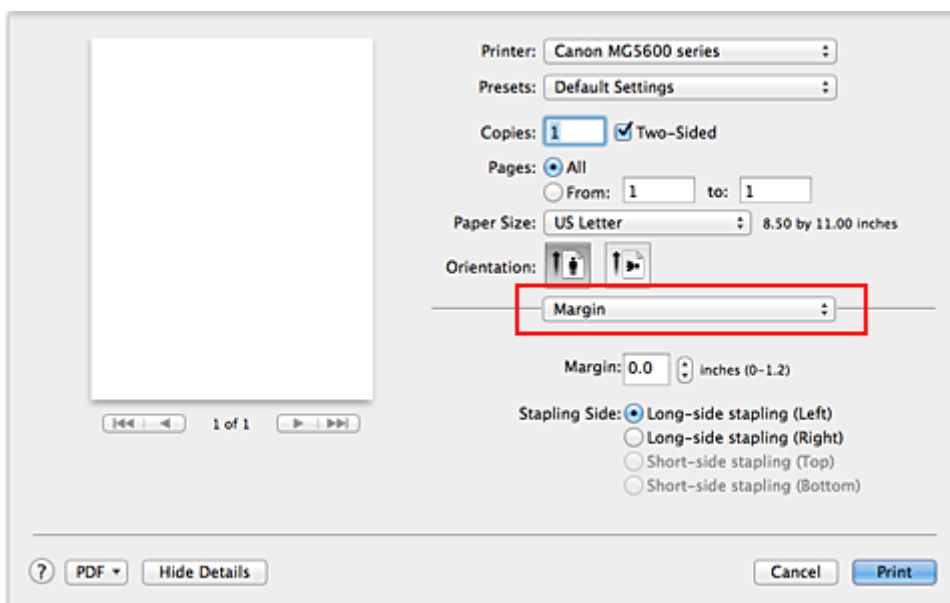 Printer: Canon MG5600 series
Presets: Default Settings
Copies: 1 Two-Sided
Pages: All
From: 1 to: 1
Paper Size: US Letter 8.50 by 11.00 inches
Orientation:
Margin
Margin: 0.0 inches (0-1.2)
1 of 1
Stapling Side: Long-side stapling (Left)
Long-side stapling (Right)
Short-side stapling (Top)
Short-side stapling (Bottom)
? PDF Hide Details Cancel Print